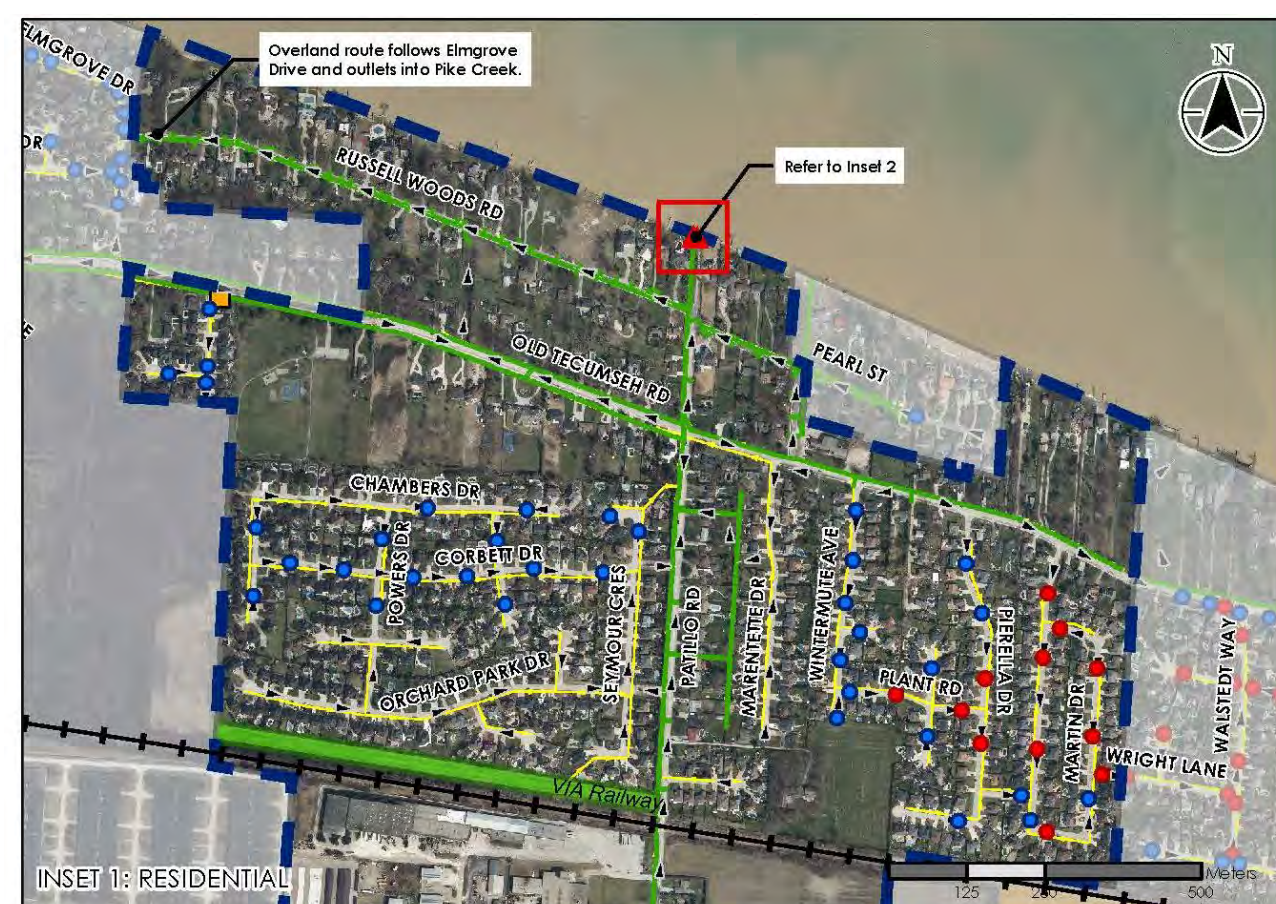 ELMGROVE DR
Overland route follows Elmgrove
Drive and outlets into Pike Creek.
N
DR
RUSSELL WOODS RD
Refer to Inset 2
OLD TECUMSEH RD
PEARL ST
CHAMBERS DR
POWERS DR
CORBETT DR
SEYMOUR CRES
PATILLO RD
MARENTETTE DR
WINTERMUTE AVE
PIERELLA DR
PLANT RD
ORCHARD PARK DR
MARTIN DR
WALSTEDT WAY
WRIGHT LANE
VIA Railway
INSET 1: RESIDENTIAL
Meters
125 250 500